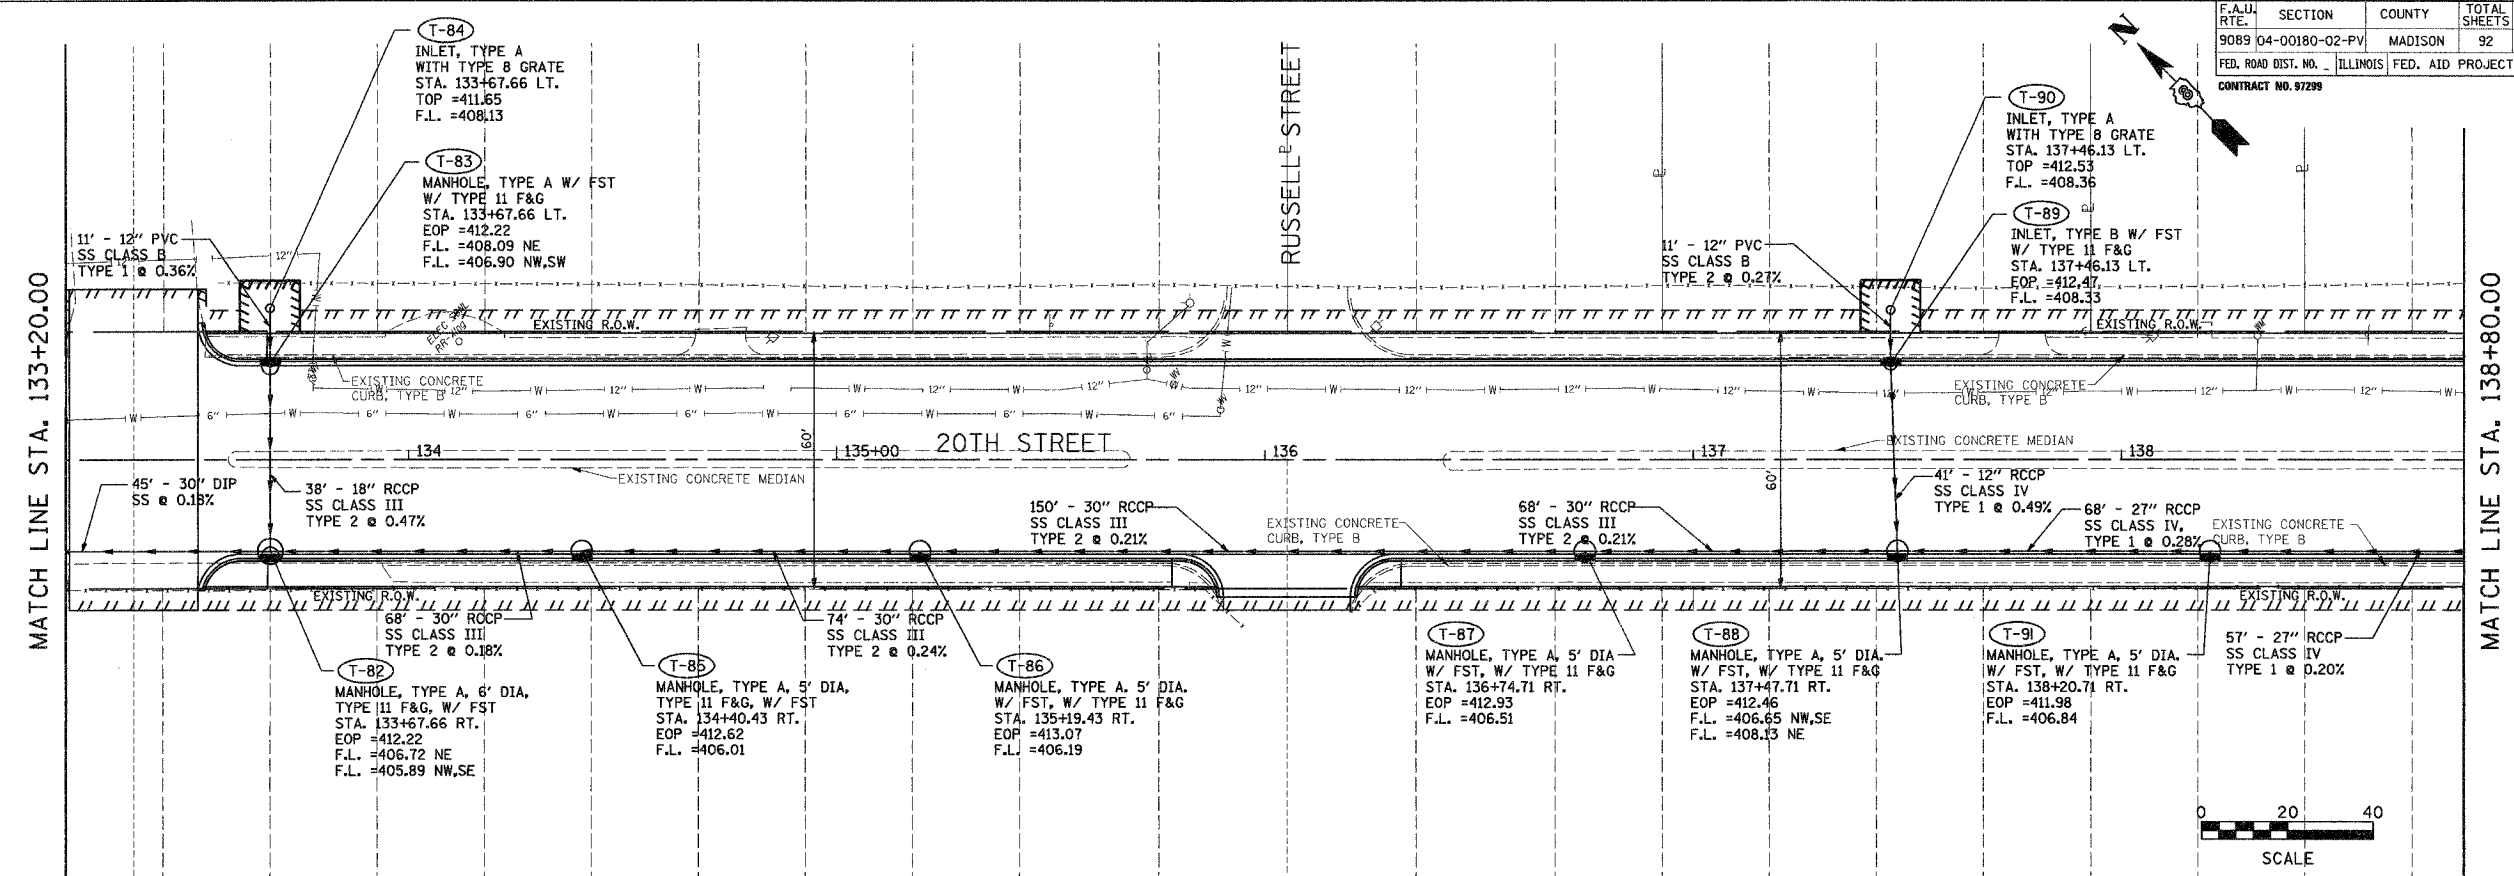 F.A.U. RTE. SECTION COUNTY TOTAL SHEETS
9089 04-00180-02-PV MADISON 92
FED. ROAD DIST. NO. _ ILLINOIS FED. AID PROJECT
CONTRACT NO. 97299
N
T-84
INLET, TYPE A
WITH TYPE 8 GRATE
STA. 133+67.66 LT.
TOP =411.65
F.L. =408.13
T-83
MANHOLE, TYPE A W/ FST
W/ TYPE 11 F&G
STA. 133+67.66 LT.
EOP =412.22
F.L. =408.09 NE
F.L. =406.90 NW,SW
11' - 12" PVC
SS CLASS B
TYPE 1 @ 0.36%
RUSSELL STREET
T-90
INLET, TYPE A
WITH TYPE 8 GRATE
STA. 137+46.13 LT.
TOP =412.53
F.L. =408.36
T-89
INLET, TYPE B W/ FST
W/ TYPE 11 F&G
STA. 137+46.13 LT.
EOP =412.47
F.L. =408.33
11' - 12" PVC
SS CLASS B
TYPE 2 @ 0.27%
MATCH LINE STA. 133+20.00
MATCH LINE STA. 138+80.00
EXISTING R.O.W.
EXISTING R.O.W.
EXISTING CONCRETE
CURB, TYPE B
EXISTING CONCRETE
CURB, TYPE B
134
135+00
20TH STREET
136
137
138
60'
60'
EXISTING CONCRETE MEDIAN
EXISTING CONCRETE MEDIAN
45' - 30" DIP
SS @ 0.18%
38' - 18" RCCP
SS CLASS III
TYPE 2 @ 0.47%
150' - 30" RCCP
SS CLASS III
TYPE 2 @ 0.21%
EXISTING CONCRETE
CURB, TYPE B
68' - 30" RCCP
SS CLASS III
TYPE 2 @ 0.21%
41' - 12" RCCP
SS CLASS IV
TYPE 1 @ 0.49%
68' - 27" RCCP
SS CLASS IV,
TYPE 1 @ 0.28%
EXISTING CONCRETE
CURB, TYPE B
EXISTING R.O.W.
EXISTING R.O.W.
68' - 30" RCCP
SS CLASS III
TYPE 2 @ 0.18%
74' - 30" RCCP
SS CLASS III
TYPE 2 @ 0.24%
T-82
MANHOLE, TYPE A, 6' DIA,
TYPE 11 F&G, W/ FST
STA. 133+67.66 RT.
EOP =412.22
F.L. =406.72 NE
F.L. =405.89 NW,SE
T-85
MANHOLE, TYPE A, 5' DIA,
TYPE 11 F&G, W/ FST
STA. 134+40.43 RT.
EOP =412.62
F.L. =406.01
T-86
MANHOLE, TYPE A. 5' DIA.
W/ FST, W/ TYPE 11 F&G
STA. 135+19.43 RT.
EOP =413.07
F.L. =406.19
T-87
MANHOLE, TYPE A, 5' DIA
W/ FST, W/ TYPE 11 F&G
STA. 136+74.71 RT.
EOP =412.93
F.L. =406.51
T-88
MANHOLE, TYPE A, 5' DIA.
W/ FST, W/ TYPE 11 F&G
STA. 137+47.71 RT.
EOP =412.46
F.L. =406.65 NW,SE
F.L. =408.13 NE
T-91
MANHOLE, TYPE A, 5' DIA.
W/ FST, W/ TYPE 11 F&G
STA. 138+20.71 RT.
EOP =411.98
F.L. =406.84
57' - 27" RCCP
SS CLASS IV
TYPE 1 @ 0.20%
0 20 40
SCALE